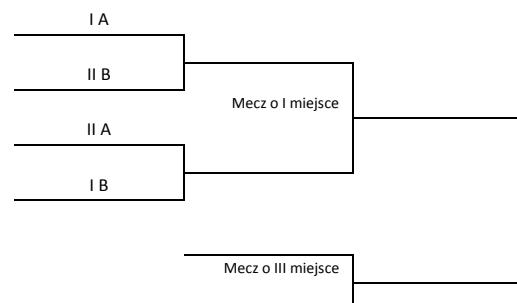 I A
II B
Mecz o I miejsce
II A
I B
Mecz o III miejsce